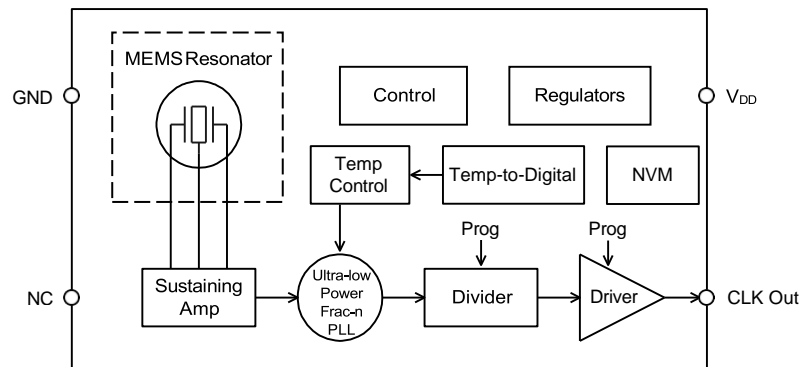 MEMS Resonator
GND
Control
Regulators
VDD
Temp
Control
Temp-to-Digital
NVM
Prog
Prog
NC
Sustaining
Amp
Ultra-low
Power
Frac-n
PLL
Divider
Driver
CLK Out